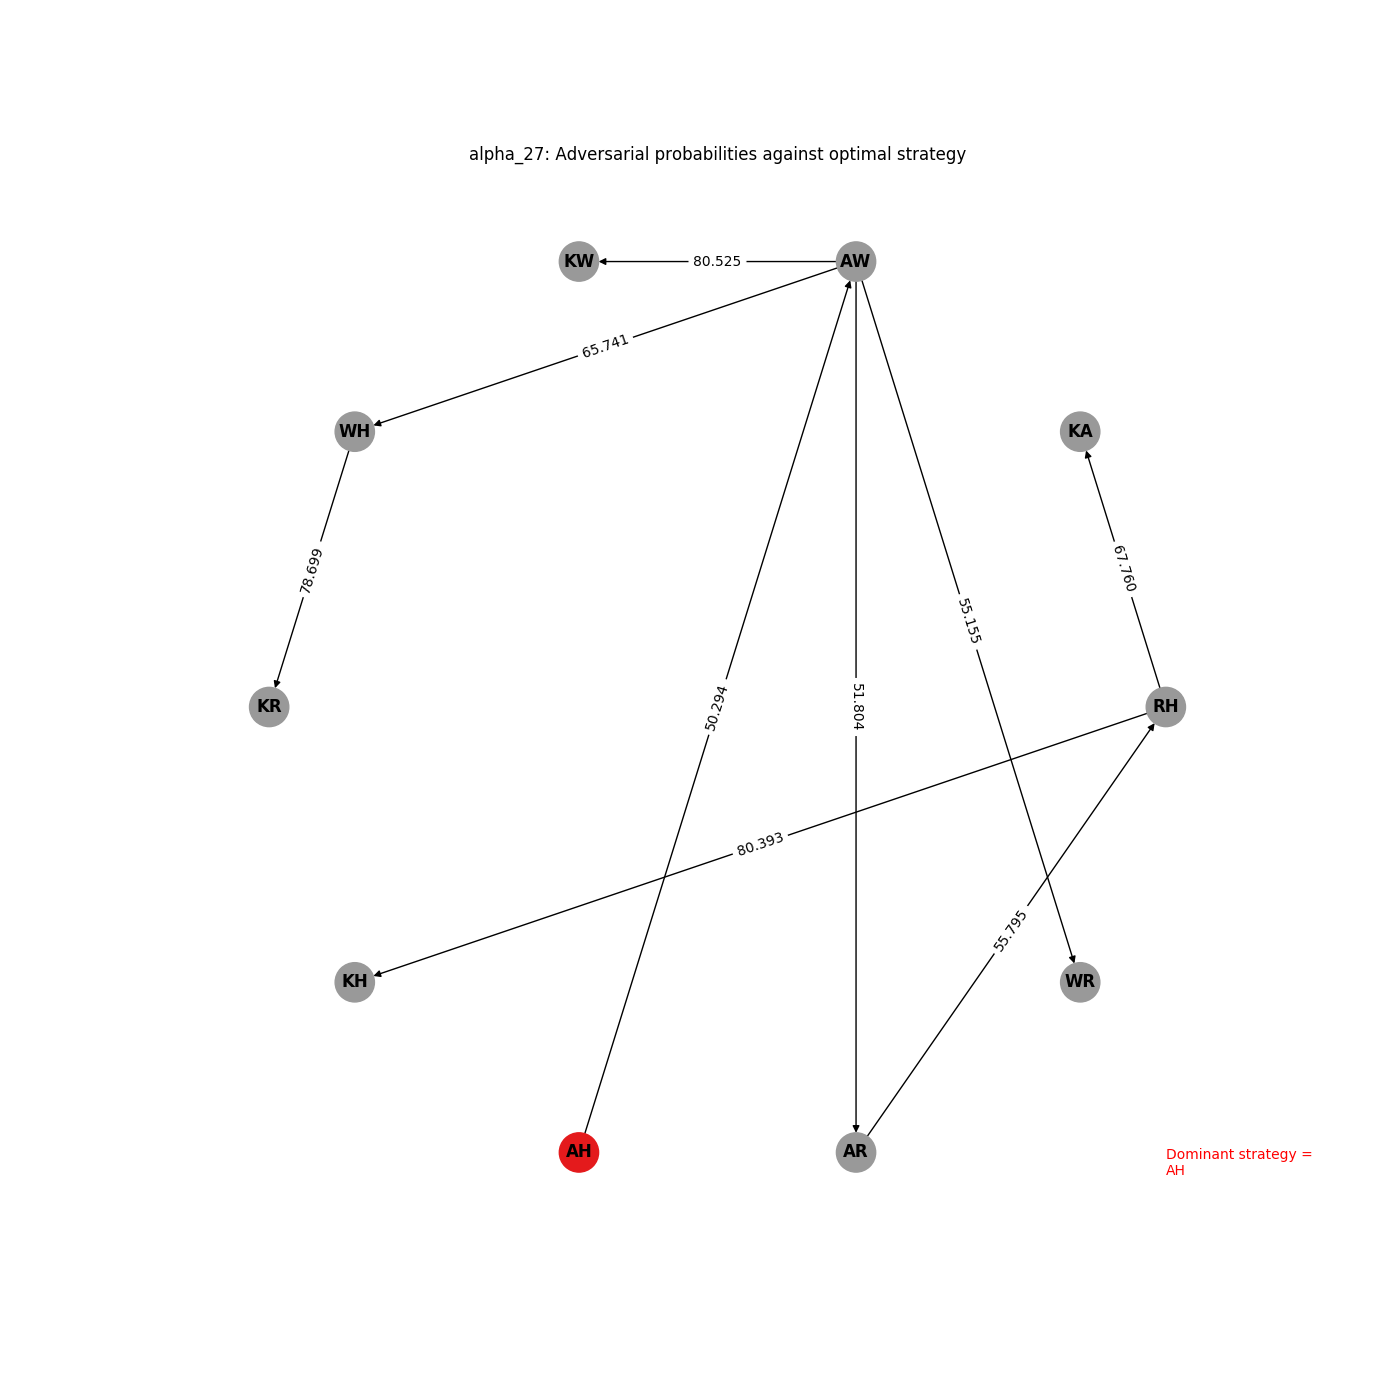 alpha_27: Adversarial probabilities against optimal strategy
KW
80.525
AW
65.741
WH
KA
78.699
67.760
55.155
50.294
51.804
KR
RH
80.393
55.795
KH
WR
AH
AR
Dominant strategy =
AH